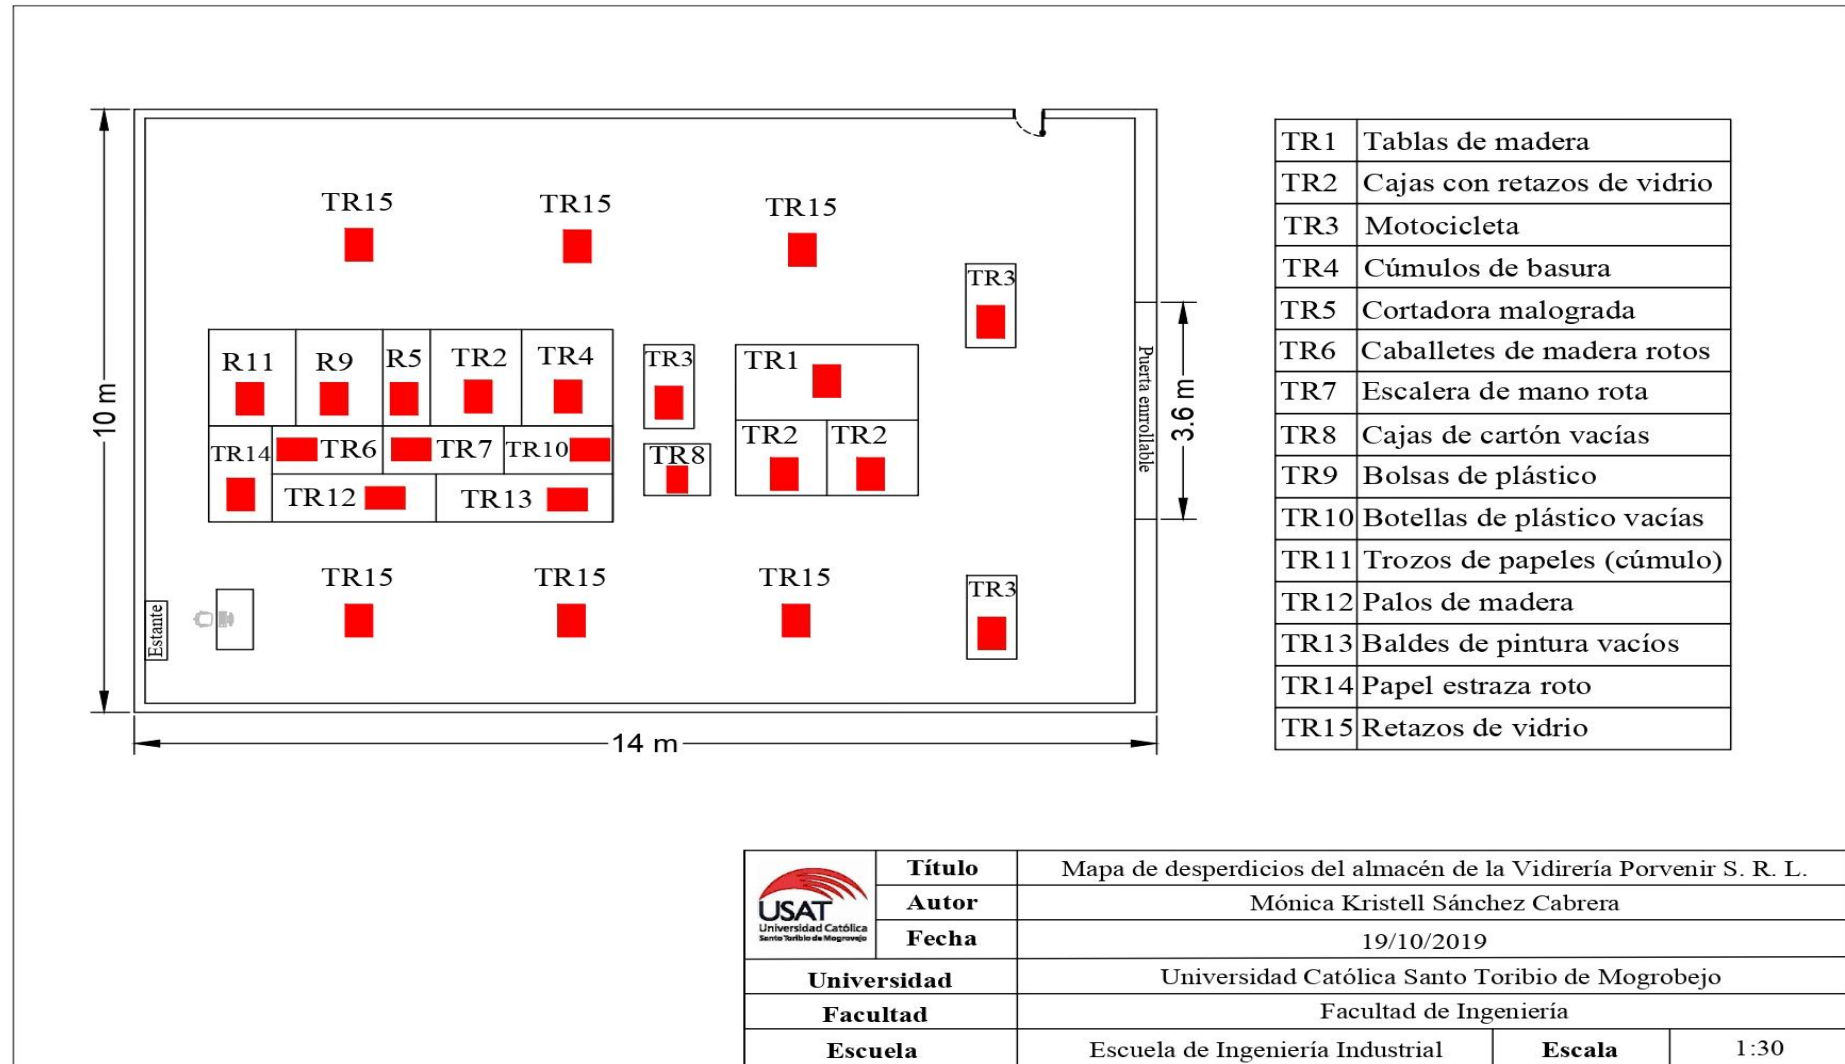 TR15 TR15 TR15
TR3
R11 R9 R5 TR2 TR4 TR3 TR1
TR14 TR6 TR7 TR10 TR8 TR2 TR2
TR12 TR13
TR15 TR15 TR15 TR3
Estante
Puerta enrrollable
10 m
3.6 m
14 m
TR1 Tablas de madera
TR2 Cajas con retazos de vidrio
TR3 Motocicleta
TR4 Cúmulos de basura
TR5 Cortadora malograda
TR6 Caballetes de madera rotos
TR7 Escalera de mano rota
TR8 Cajas de cartón vacías
TR9 Bolsas de plástico
TR10 Botellas de plástico vacías
TR11 Trozos de papeles (cúmulo)
TR12 Palos de madera
TR13 Baldes de pintura vacíos
TR14 Papel estraza roto
TR15 Retazos de vidrio
USAT
Universidad Católica
Santo Toribio de Mogrovejo
Título Mapa de desperdicios del almacén de la Vidirería Porvenir S. R. L.
Autor Mónica Kristell Sánchez Cabrera
Fecha 19/10/2019
Universidad Universidad Católica Santo Toribio de Mogrobejo
Facultad Facultad de Ingeniería
Escuela Escuela de Ingeniería Industrial Escala 1:30